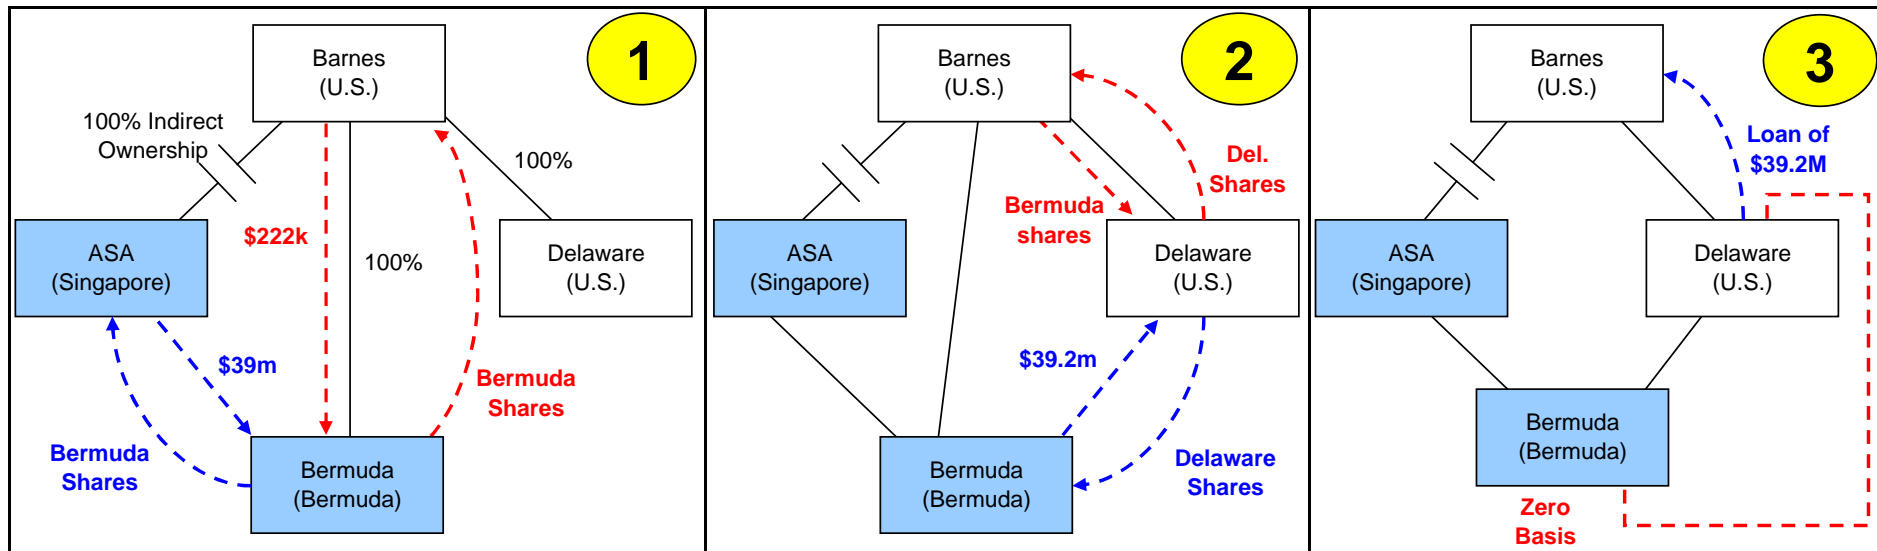 1
Barnes
(U.S.)
100% Indirect
Ownership
100%
ASA
(Singapore)
$222k
100%
Delaware
(U.S.)
$39m
Bermuda
Shares
Bermuda
Shares
Bermuda
(Bermuda)
2
Barnes
(U.S.)
Del.
Shares
Bermuda
shares
ASA
(Singapore)
Delaware
(U.S.)
$39.2m
Bermuda
(Bermuda)
Delaware
Shares
3
Barnes
(U.S.)
Loan of
$39.2M
ASA
(Singapore)
Delaware
(U.S.)
Bermuda
(Bermuda)
Zero
Basis